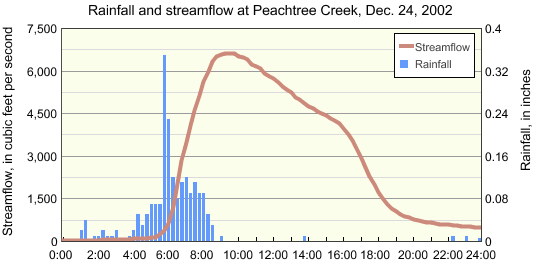 Rainfall and streamflow at Peachtree Creek, Dec. 24, 2002
Streamflow, in cubic feet per second
7,500
6,000
4,500
3,000
1,500
0
Streamflow
Rainfall
0.4
0.32
0.24
0.16
0.08
0
Rainfall, in inches
0:00 2:00 4:00 6:00 8:00 10:00 12:00 14:00 16:00 18:00 20:00 22:00 24:00